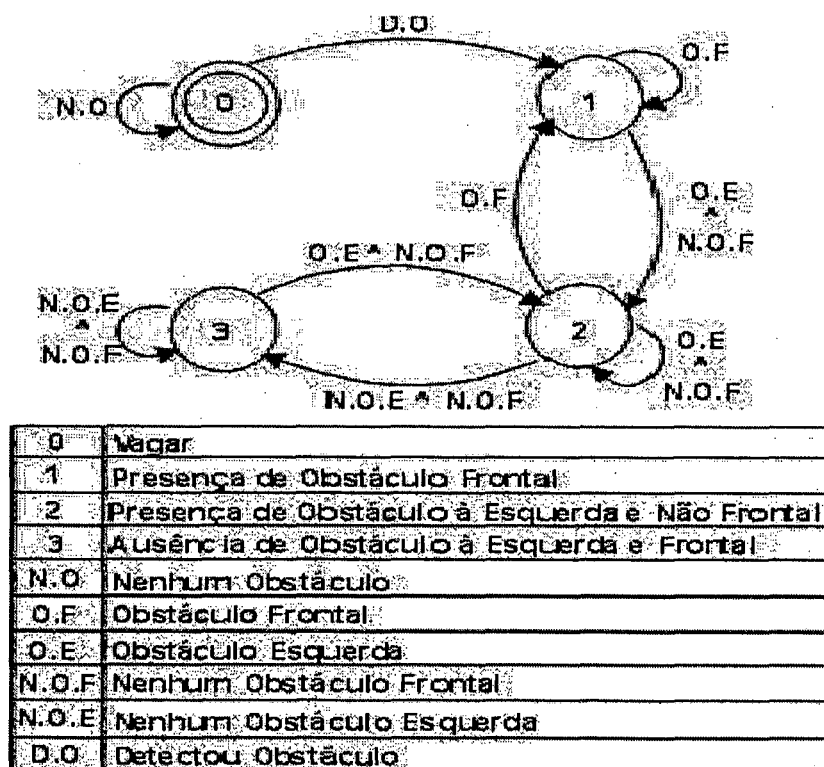 D.O
O.F
N.O
0
1
O.F
O.E
^
N.O.F
O.E ^ N.O.F
N.O.E
^
N.O.F
3
2
O.E
^
N.O.F
N.O.E ^ N.O.F
0 Vagar
1 Presença de Obstáculo Frontal
2 Presença de Obstáculo à Esquerda e Não Frontal
3 Ausência de Obstáculo à Esquerda e Frontal
N.O Nenhum Obstáculo
O.F Obstáculo Frontal
O.E Obstáculo Esquerda
N.O.F Nenhum Obstáculo Frontal
N.O.E Nenhum Obstáculo Esquerda
D.O Detectou Obstáculo